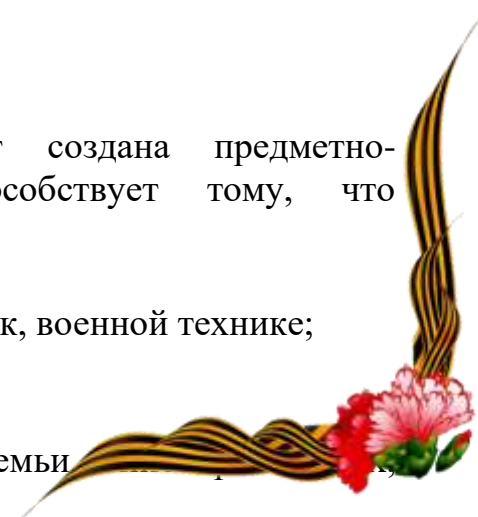 создана предметно-
особствует тому, что
к, военной технике;
емьи